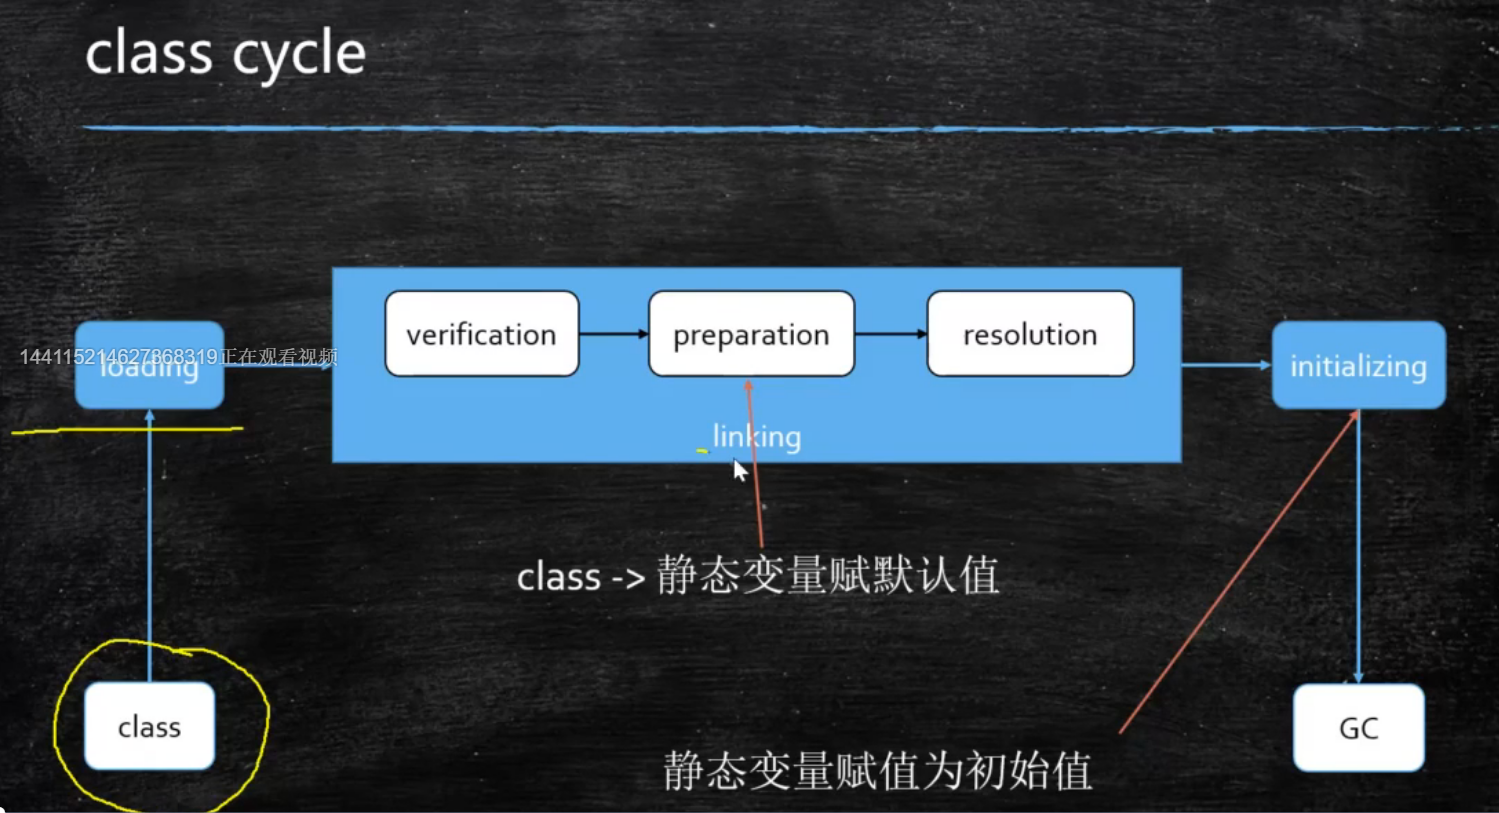 class cycle
verification
preparation
resolution
144115214627868319正在观看视频
loading
initializing
linking
class -> 静态变量赋默认值
class
GC
静态变量赋值为初始值